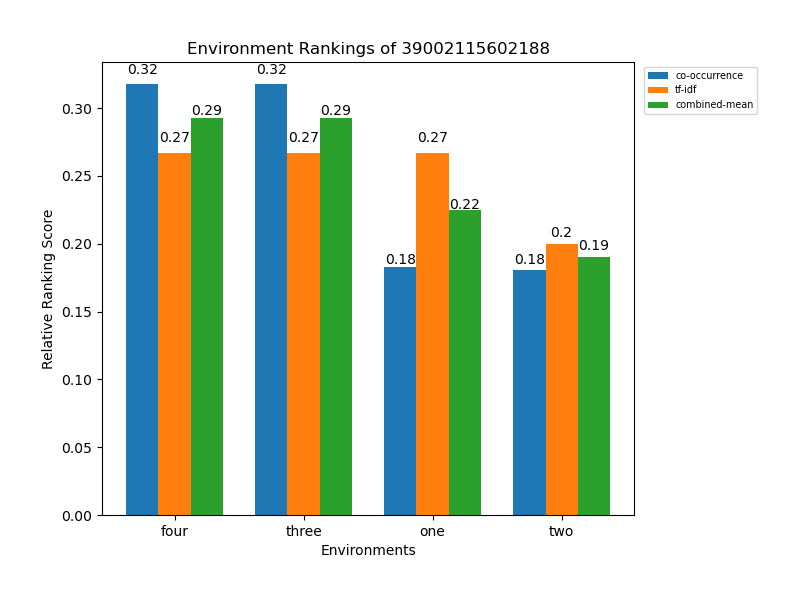 Environment Rankings of 39002115602188
co-occurrence
tf-idf
combined-mean
Relative Ranking Score
0.30
0.25
0.20
0.15
0.10
0.05
0.00
0.32
0.27
0.29
0.32
0.27
0.29
0.18
0.27
0.22
0.18
0.2
0.19
four three one two
Environments